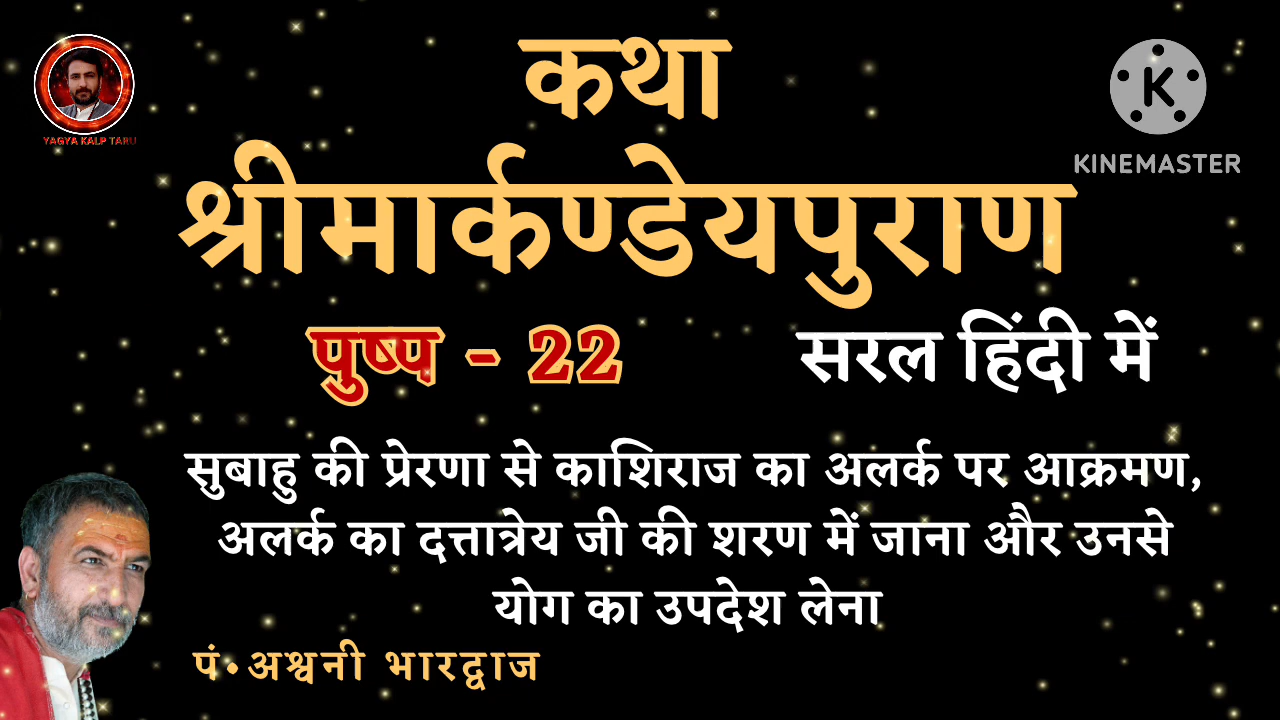 कथा
YAGYA KALP TARU
KINEMASTER
श्रीमार्कण्डेयपुराण
पुष्प - 22
सरल हिंदी में
सुबाहु की प्रेरणा से काशिराज का अलर्क पर आक्रमण,
अलर्क का दत्तात्रेय जी की शरण में जाना और उनसे
योग का उपदेश लेना
पं•अश्वनी भारद्वाज